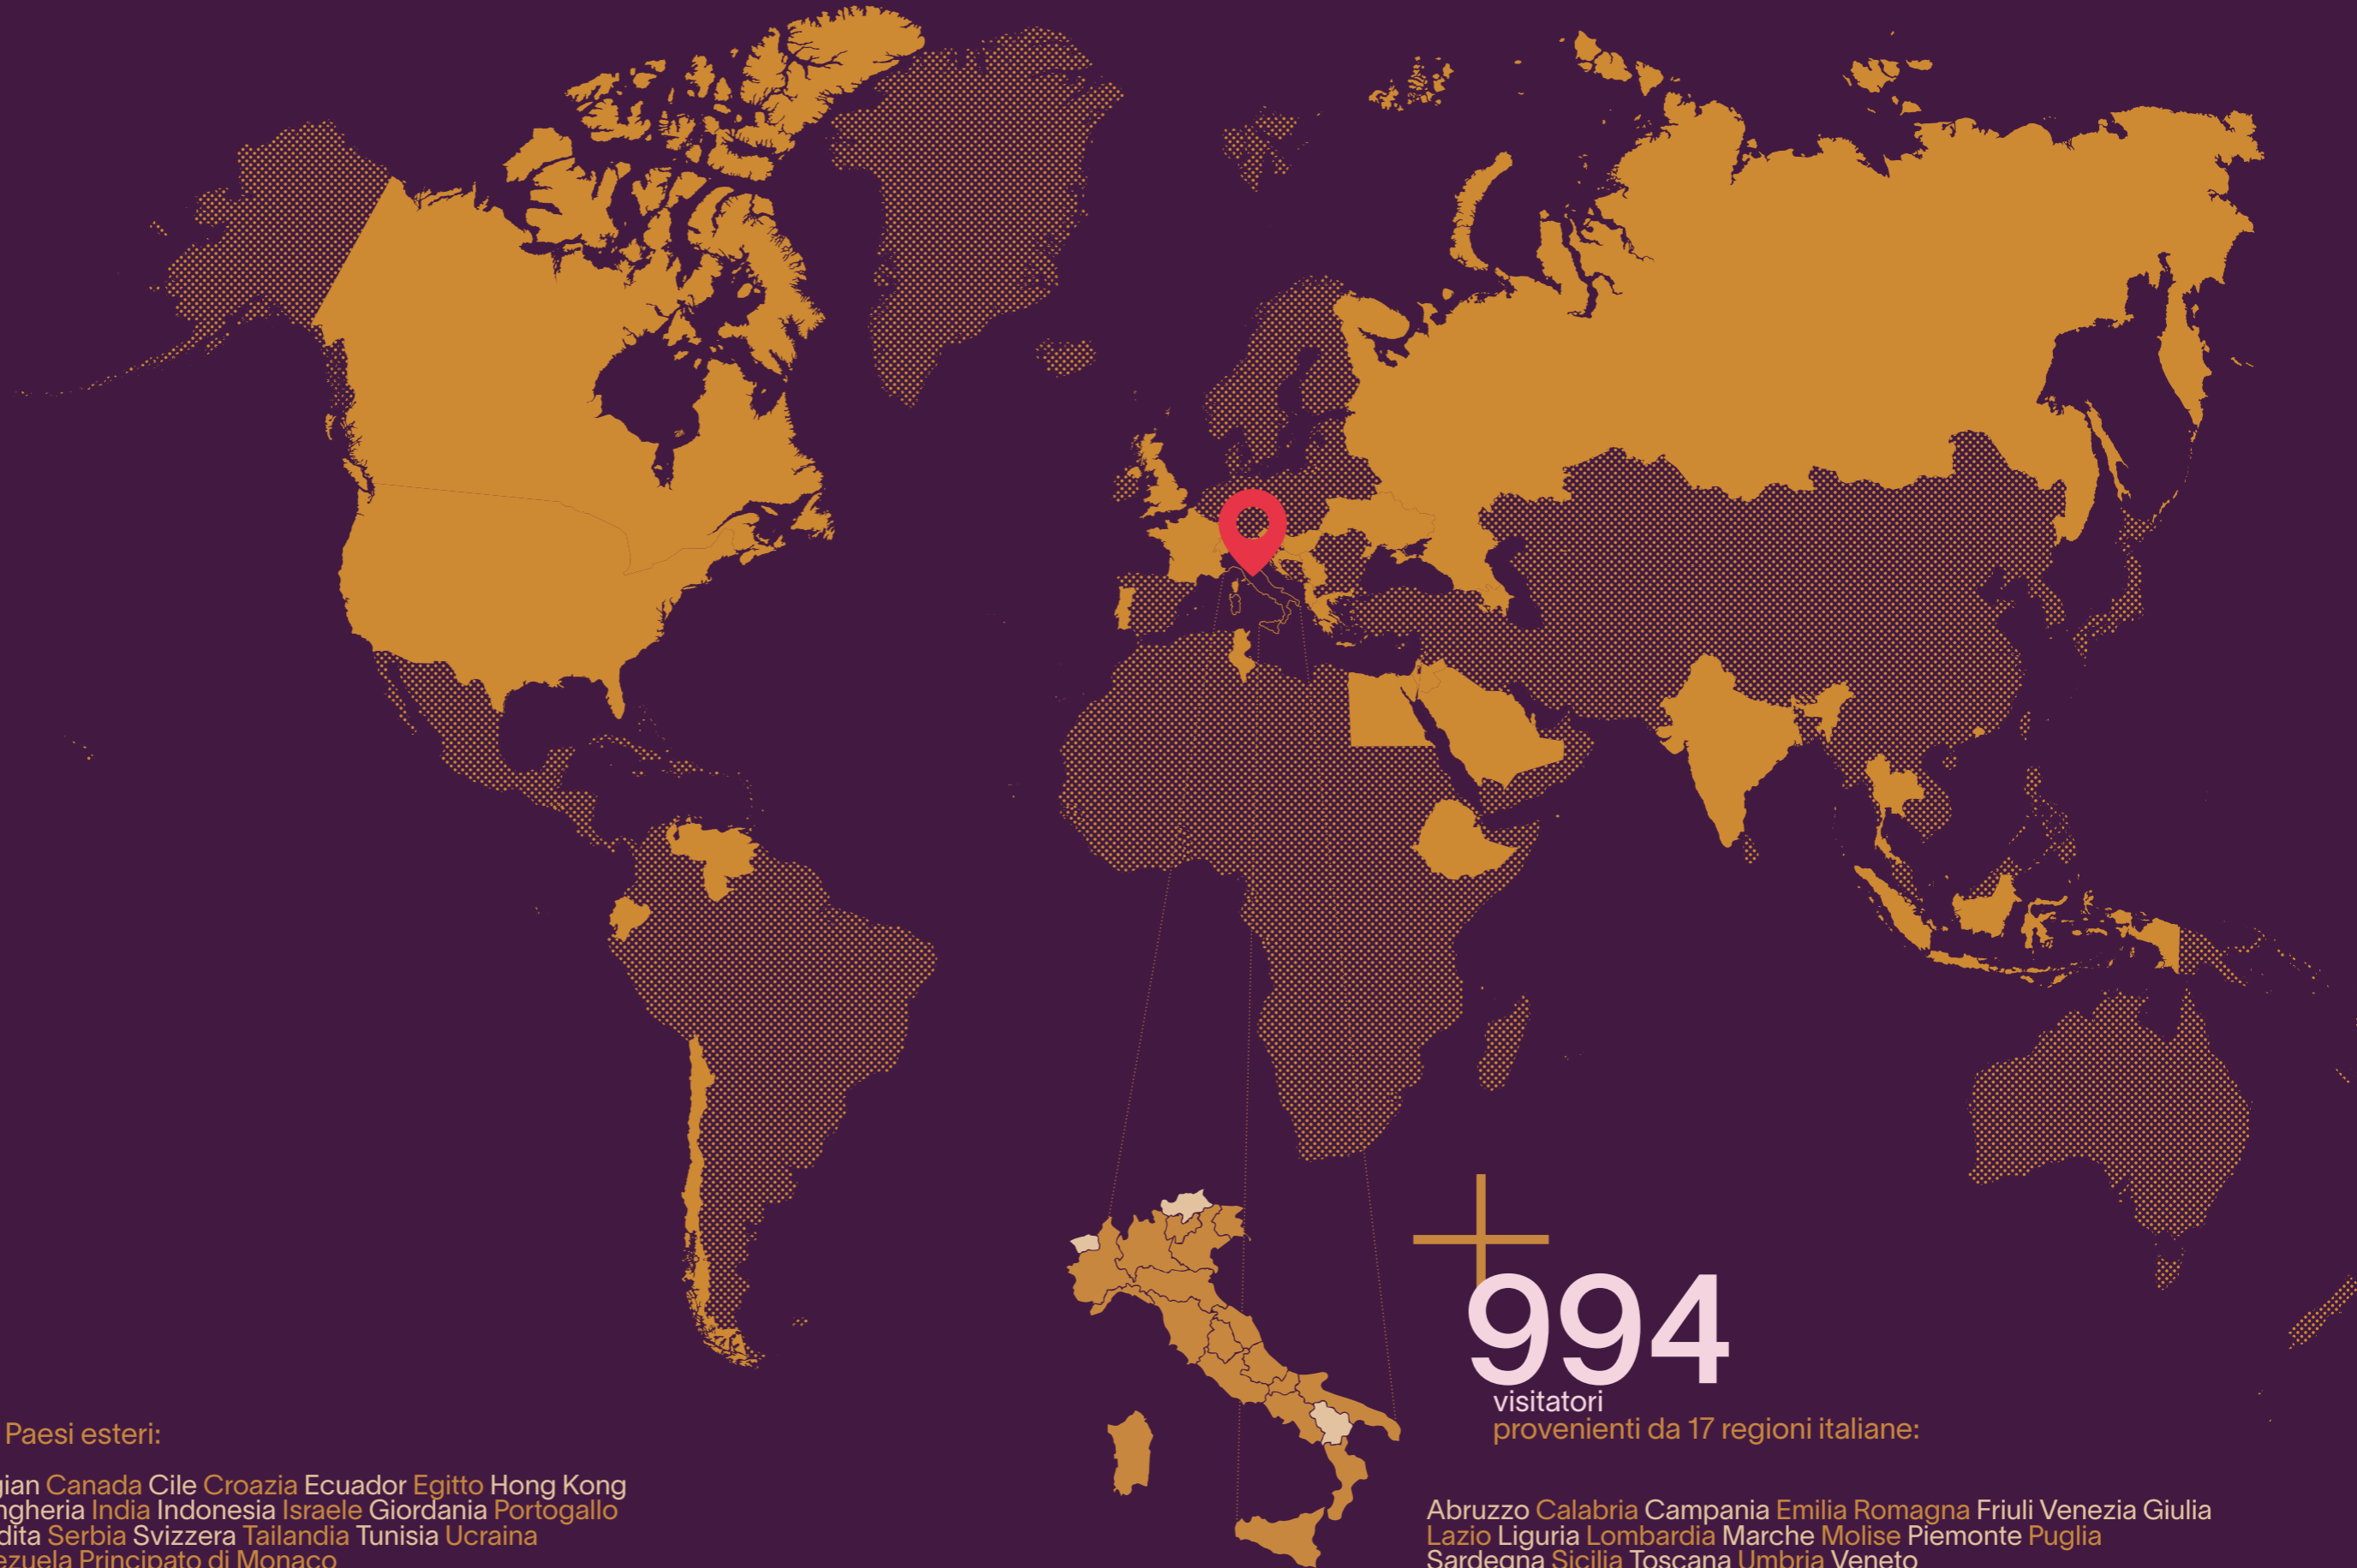 994
visitatori
provenienti da 17 regioni italiane:
Paesi esteri:
Canada Cile Croazia Ecuador Egitto Hong Kong
India Indonesia Israele Giordania Portogallo
Serbia Svizzera Tailandia Tunisia Ucraina
Principato di Monaco
Abruzzo Calabria Campania Emilia Romagna Friuli Venezia Giulia
Lazio Liguria Lombardia Marche Molise Piemonte Puglia
Sardegna Sicilia Toscana Umbria Veneto